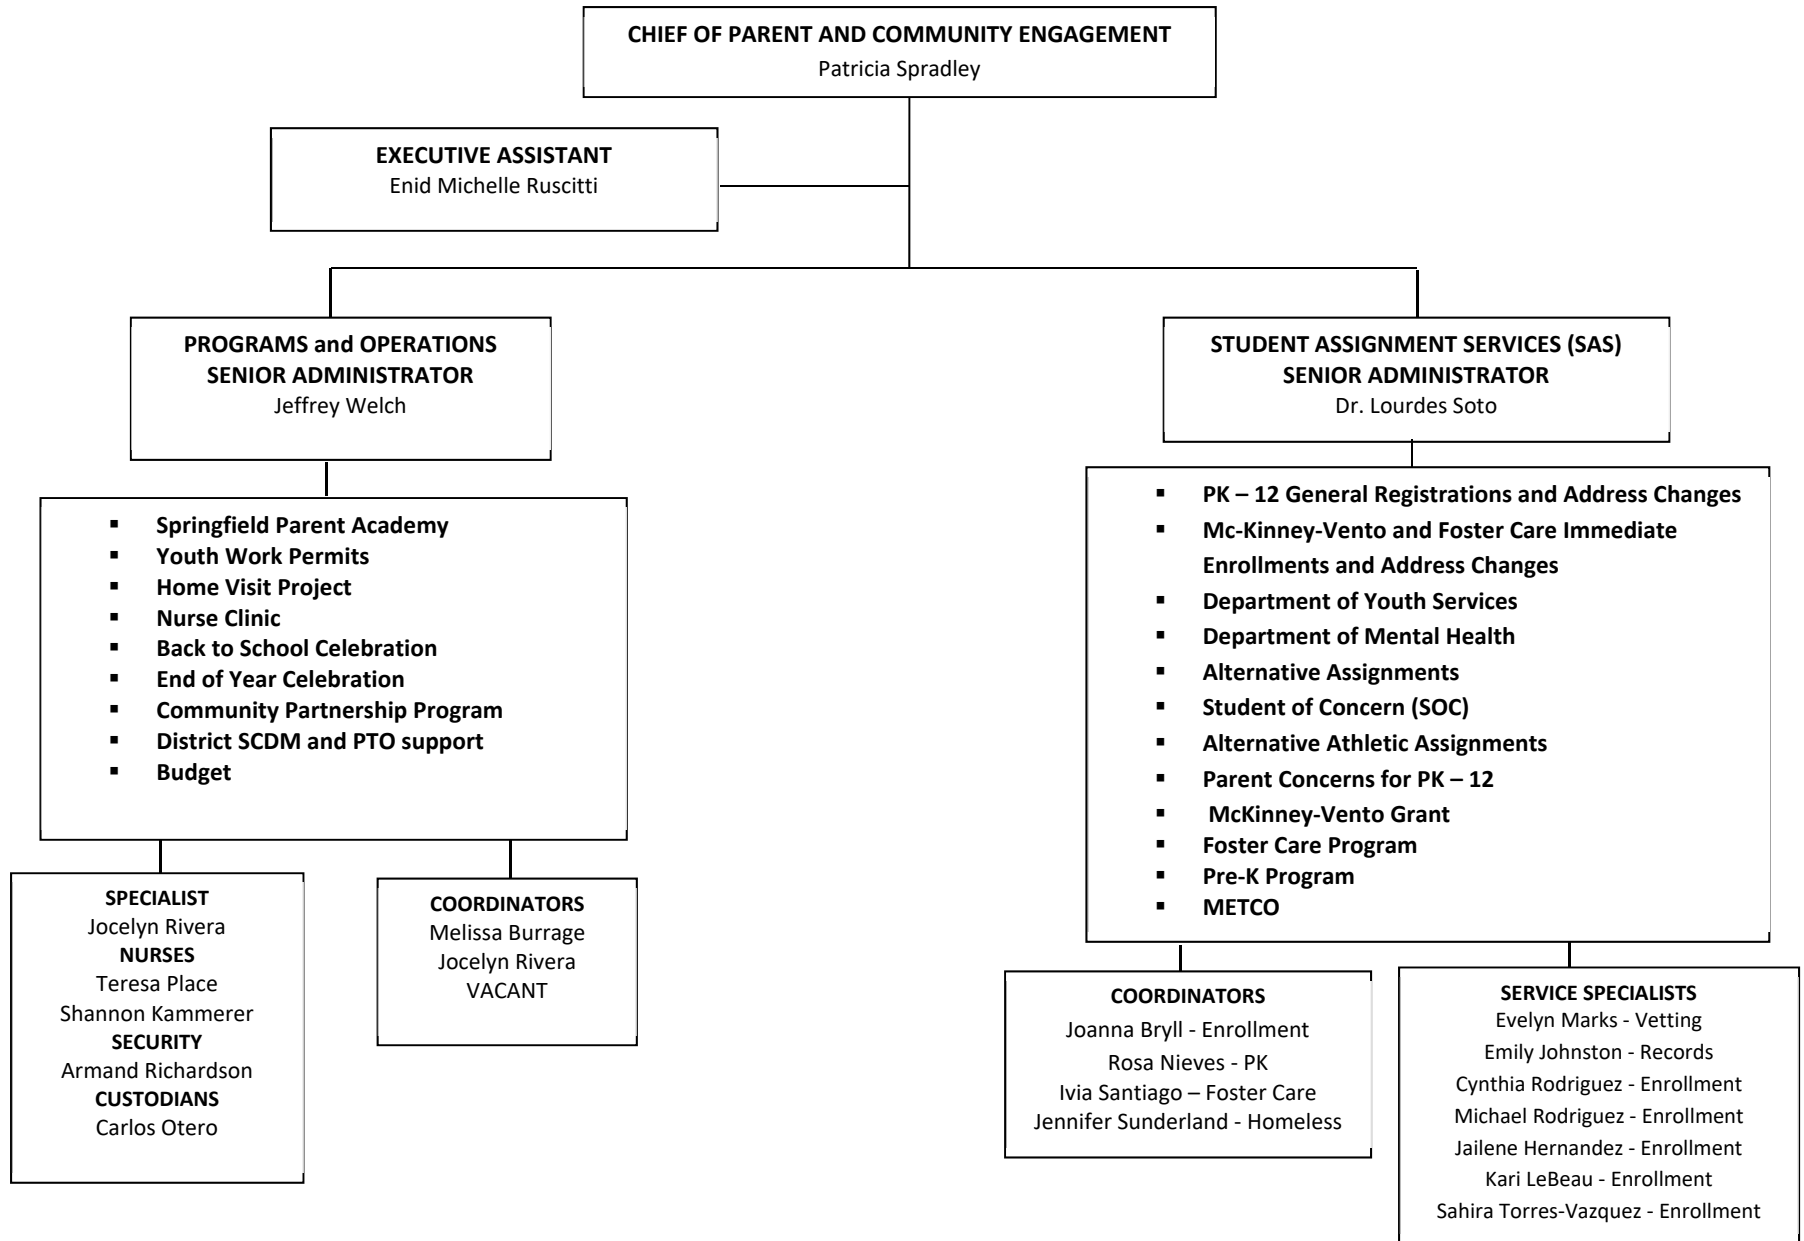 CHIEF OF PARENT AND COMMUNITY ENGAGEMENT
Patricia Spradley
EXECUTIVE ASSISTANT
Enid Michelle Ruscitti
PROGRAMS and OPERATIONS
SENIOR ADMINISTRATOR
Jeffrey Welch
▪ Springfield Parent Academy
▪ Youth Work Permits
▪ Home Visit Project
▪ Nurse Clinic
▪ Back to School Celebration
▪ End of Year Celebration
▪ Community Partnership Program
▪ District SCDM and PTO support
▪ Budget
SPECIALIST
Jocelyn Rivera
NURSES
Teresa Place
Shannon Kammerer
SECURITY
Armand Richardson
CUSTODIANS
Carlos Otero
COORDINATORS
Melissa Burrage
Jocelyn Rivera
VACANT
STUDENT ASSIGNMENT SERVICES (SAS)
SENIOR ADMINISTRATOR
Dr. Lourdes Soto
▪ PK – 12 General Registrations and Address Changes
▪ Mc-Kinney-Vento and Foster Care Immediate
Enrollments and Address Changes
▪ Department of Youth Services
▪ Department of Mental Health
▪ Alternative Assignments
▪ Student of Concern (SOC)
▪ Alternative Athletic Assignments
▪ Parent Concerns for PK – 12
▪ McKinney-Vento Grant
▪ Foster Care Program
▪ Pre-K Program
▪ METCO
COORDINATORS
Joanna Bryll - Enrollment
Rosa Nieves - PK
Ivia Santiago – Foster Care
Jennifer Sunderland - Homeless
SERVICE SPECIALISTS
Evelyn Marks - Vetting
Emily Johnston - Records
Cynthia Rodriguez - Enrollment
Michael Rodriguez - Enrollment
Jailene Hernandez - Enrollment
Kari LeBeau - Enrollment
Sahira Torres-Vazquez - Enrollment